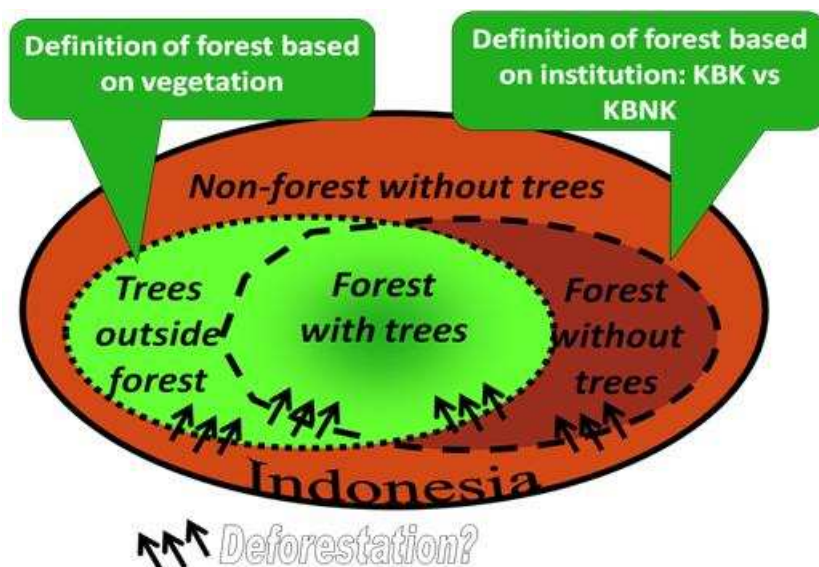 Definition of forest based
on vegetation
Definition of forest based
on institution: KBK vs
KBNK
Non-forest without trees
Trees
outside
forest
Forest
with trees
Forest
without
trees
Indonesia
Deforestation?